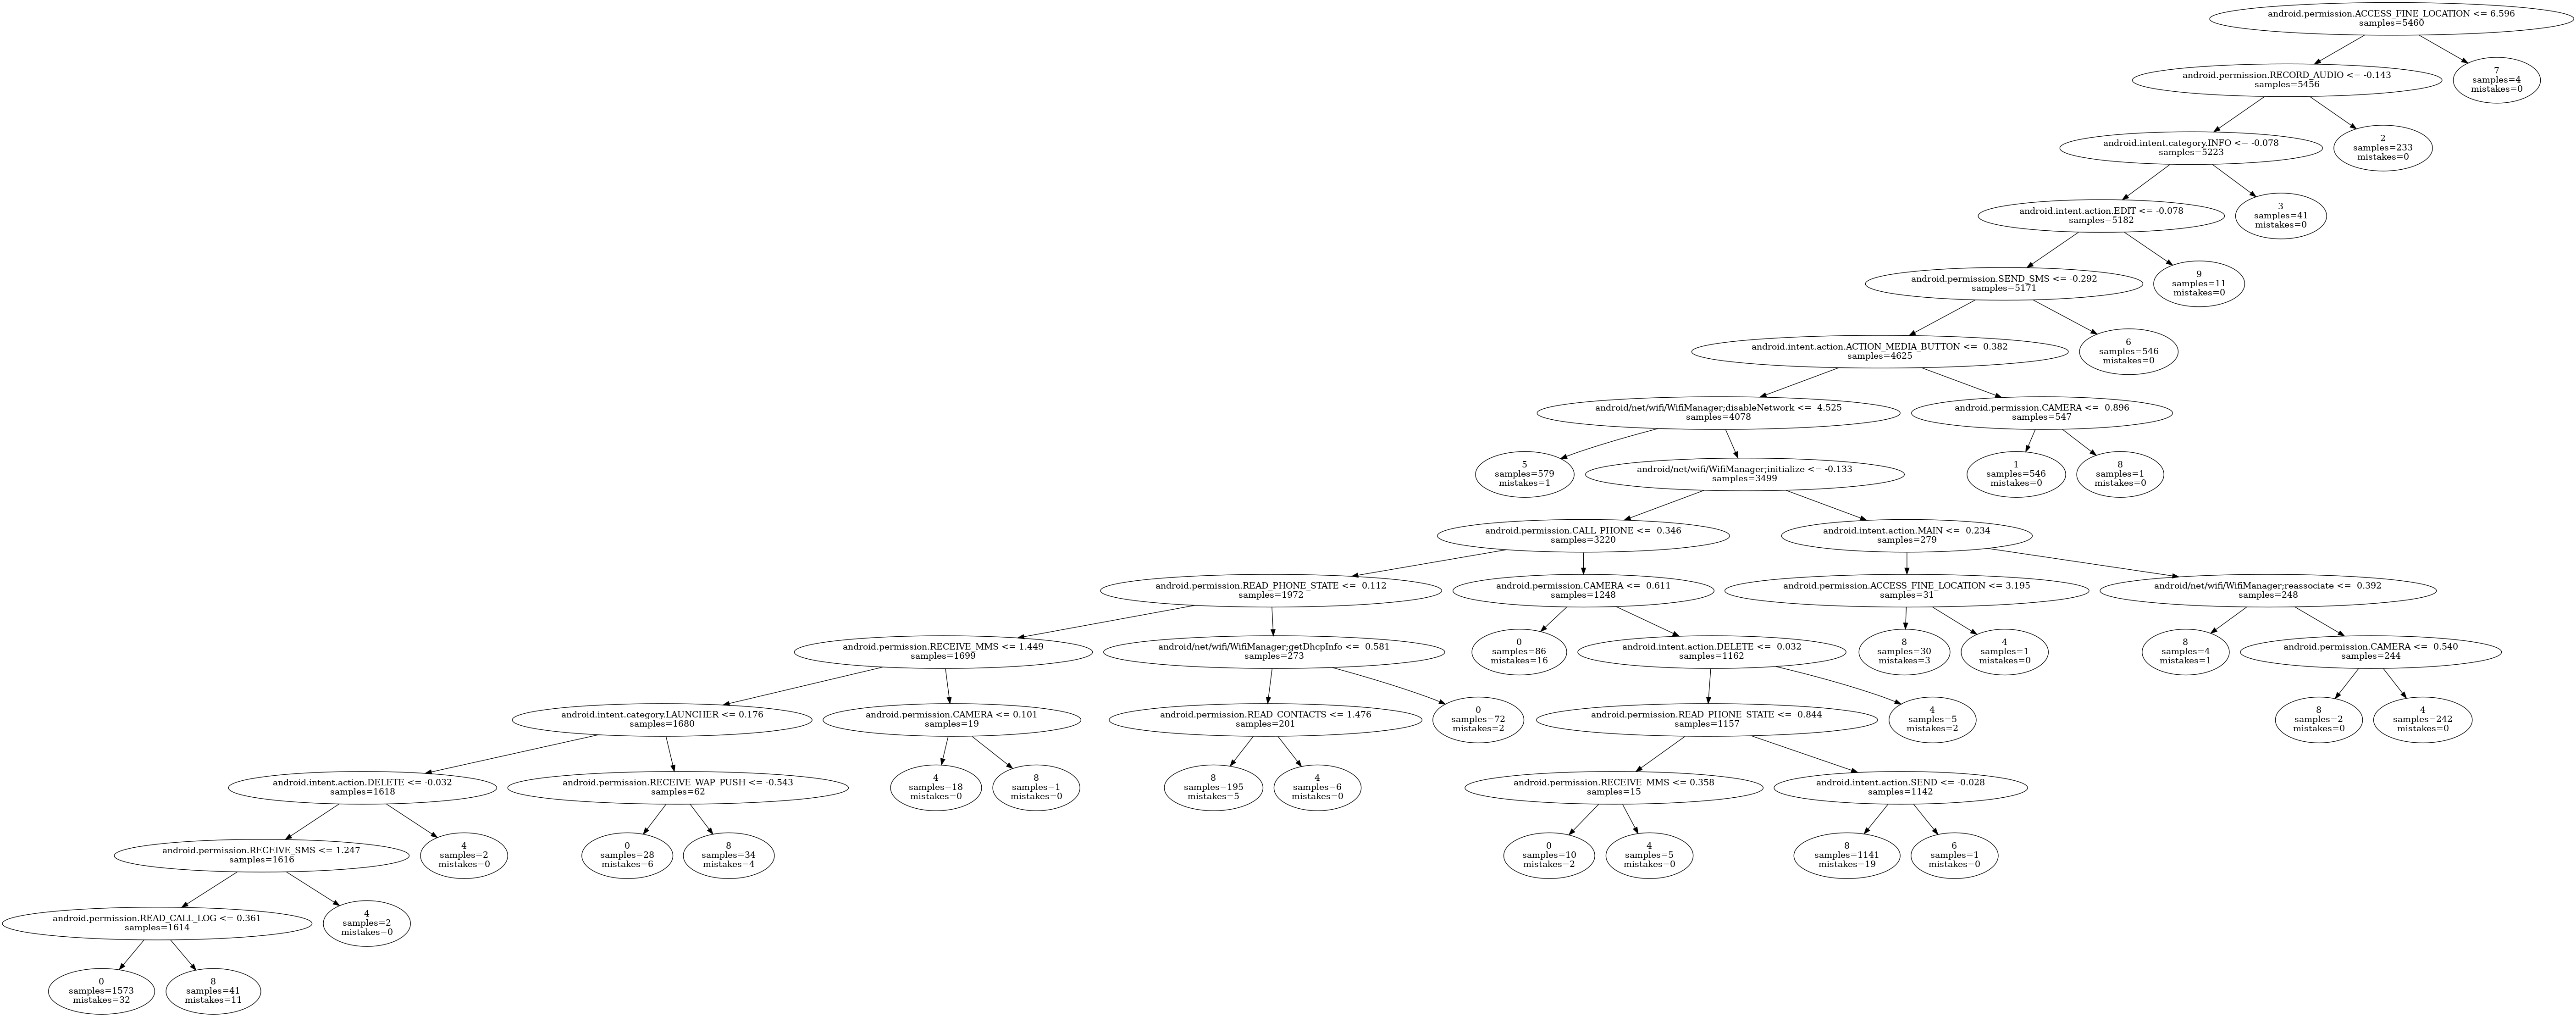 android.permission.ACCESS_FINE_LOCATION <= 6.596
samples=5460
android.permission.RECORD_AUDIO <= -0.143
samples=5456
7
samples=4
mistakes=0
android.intent.category.INFO <= -0.078
samples=5223
2
samples=233
mistakes=0
android.intent.action.EDIT <= -0.078
samples=5182
3
samples=41
mistakes=0
android.permission.SEND_SMS <= -0.292
samples=5171
9
samples=11
mistakes=0
android.intent.action.ACTION_MEDIA_BUTTON <= -0.382
samples=4625
6
samples=546
mistakes=0
android/net/wifi/WifiManager;disableNetwork <= -4.525
samples=4078
android.permission.CAMERA <= -0.896
samples=547
5
samples=579
mistakes=1
android/net/wifi/WifiManager;initialize <= -0.133
samples=3499
1
samples=546
mistakes=0
8
samples=1
mistakes=0
android.permission.CALL_PHONE <= -0.346
samples=3220
android.intent.action.MAIN <= -0.234
samples=279
android.permission.READ_PHONE_STATE <= -0.112
samples=1972
android.permission.CAMERA <= -0.611
samples=1248
android.permission.ACCESS_FINE_LOCATION <= 3.195
samples=31
android/net/wifi/WifiManager;reassociate <= -0.392
samples=248
android.permission.RECEIVE_MMS <= 1.449
samples=1699
android/net/wifi/WifiManager;getDhcpInfo <= -0.581
samples=273
0
samples=86
mistakes=16
android.intent.action.DELETE <= -0.032
samples=1162
8
samples=30
mistakes=3
4
samples=1
mistakes=0
8
samples=4
mistakes=1
android.permission.CAMERA <= -0.540
samples=244
android.intent.category.LAUNCHER <= 0.176
samples=1680
android.permission.CAMERA <= 0.101
samples=19
android.permission.READ_CONTACTS <= 1.476
samples=201
0
samples=72
mistakes=2
android.permission.READ_PHONE_STATE <= -0.844
samples=1157
4
samples=5
mistakes=2
8
samples=2
mistakes=0
4
samples=242
mistakes=0
android.intent.action.DELETE <= -0.032
samples=1618
android.permission.RECEIVE_WAP_PUSH <= -0.543
samples=62
4
samples=18
mistakes=0
8
samples=1
mistakes=0
8
samples=195
mistakes=5
4
samples=6
mistakes=0
android.permission.RECEIVE_MMS <= 0.358
samples=15
android.intent.action.SEND <= -0.028
samples=1142
android.permission.RECEIVE_SMS <= 1.247
samples=1616
4
samples=2
mistakes=0
0
samples=28
mistakes=6
8
samples=34
mistakes=4
0
samples=10
mistakes=2
4
samples=5
mistakes=0
8
samples=1141
mistakes=19
6
samples=1
mistakes=0
android.permission.READ_CALL_LOG <= 0.361
samples=1614
4
samples=2
mistakes=0
0
samples=1573
mistakes=32
8
samples=41
mistakes=11